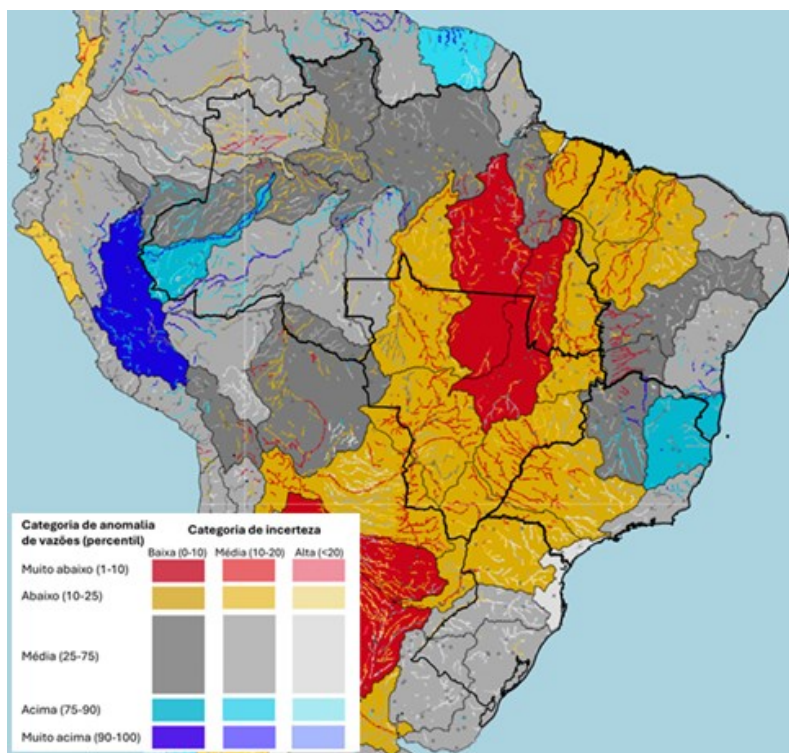 Categoria de anomalia
de vazões (percentil)
Categoria de incerteza
Baixa (0-10) Média (10-20) Alta (<20)
Muito abaixo (1-10)
Abaixo (10-25)
Média (25-75)
Acima (75-90)
Muito acima (90-100)